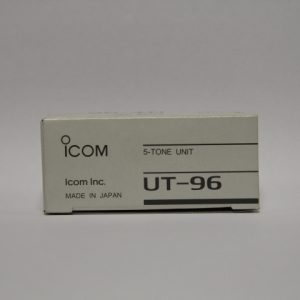 ICOM
5-TONE UNIT
Icom Inc.
MADE IN JAPAN
UT-96